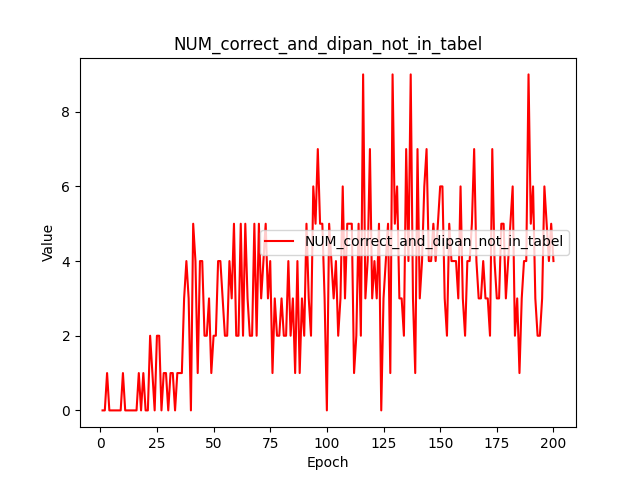 NUM_correct_and_dipan_not_in_tabel
Value
8
6
4
2
0
NUM_correct_and_dipan_not_in_tabel
0 25 50 75 100 125 150 175 200
Epoch